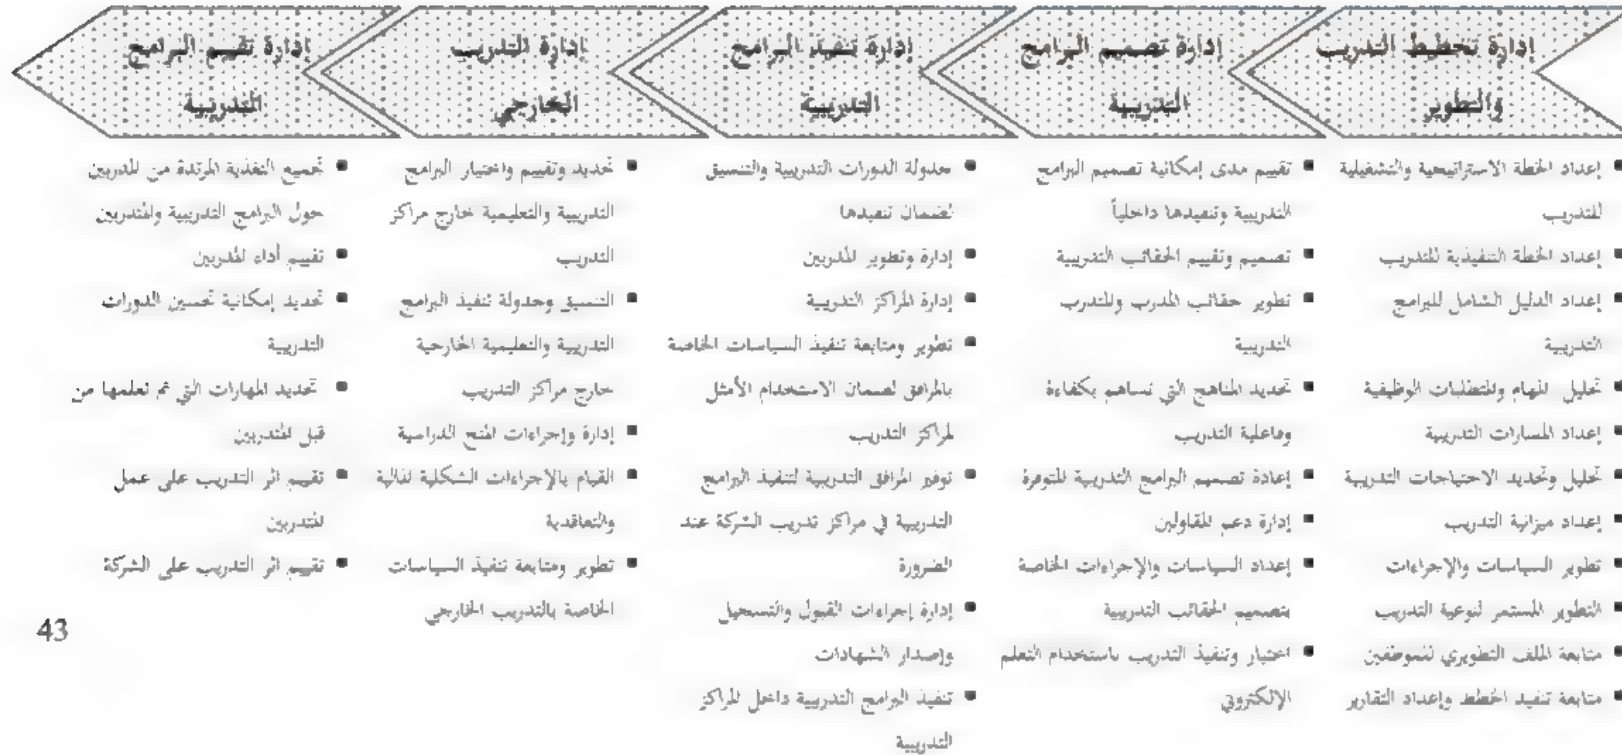 إدارة تخطيط التدريب
والتطوير
إعداد الخطة الاستراتيجية والتشغيلية
للتدريب
إعداد الخطة التنفيذية للتدريب
إعداد الدليل الشامل للبرامج
التدريبية
تحليل المهام والمتطلبات الوظيفية
إعداد المسارات التدريبية
تحليل وتحديد الاحتياجات التدريبية
إعداد ميزانية التدريب
تطوير السياسات والإجراءات
التطوير المستمر لنوعية التدريب
متابعة الملف التطويري للموظفين
متابعة تنفيذ الخطط وإعداد التقارير
إدارة تصميم البرامج
التدريبية
تقييم مدى إمكانية تصميم البرامج
التدريبية وتنفيذها داخلياً
تصميم وتقييم الحقائب التدريبية
تطوير حقائب المدرب والمتدرب
التدريبية
تحديد المناهج التي تساهم بكفاءة
وفاعلية التدريب
إعادة تصميم البرامج التدريبية المتوفرة
إدارة دعم المقاولين
إعداد السياسات والإجراءات الخاصة
بتصميم الحقائب التدريبية
اختيار وتنفيذ التدريب باستخدام التعلم
الإلكتروني
إدارة تنفيذ البرامج
التدريبية
جدولة الدورات التدريبية والتنسيق
لضمان تنفيذها
إدارة وتطوير المدربين
إدارة المراكز التدريبية
تطوير ومتابعة تنفيذ السياسات الخاصة
بالمرافق لضمان الاستخدام الأمثل
لمراكز التدريب
توفير المرافق التدريبية لتنفيذ البرامج
التدريبية في مراكز تدريب الشركة عند
الضرورة
إدارة إجراءات القبول والتسجيل
وإصدار الشهادات
تنفيذ البرامج التدريبية داخل المراكز
التدريبية
إدارة التدريب
الخارجي
تحديد وتقييم واختيار البرامج
التدريبية والتعليمية خارج مراكز
التدريب
التنسيق وجدولة تنفيذ البرامج
التدريبية والتعليمية الخارجية
خارج مراكز التدريب
إدارة وإجراءات المنح الدراسية
القيام بالإجراءات الشكلية المالية
والتعاقدية
تطوير ومتابعة تنفيذ السياسات
الخاصة بالتدريب الخارجي
إدارة تقييم البرامج
التدريبية
تجميع التغذية المرتدة من المدربين
حول البرامج التدريبية والمتدربين
تقييم أداء المدربين
تحديد إمكانية تحسين الدورات
التدريبية
تحديد المهارات التي تم تعلمها من
قبل المتدربين
تقييم اثر التدريب على عمل
المتدربين
تقييم اثر التدريب على الشركة
43